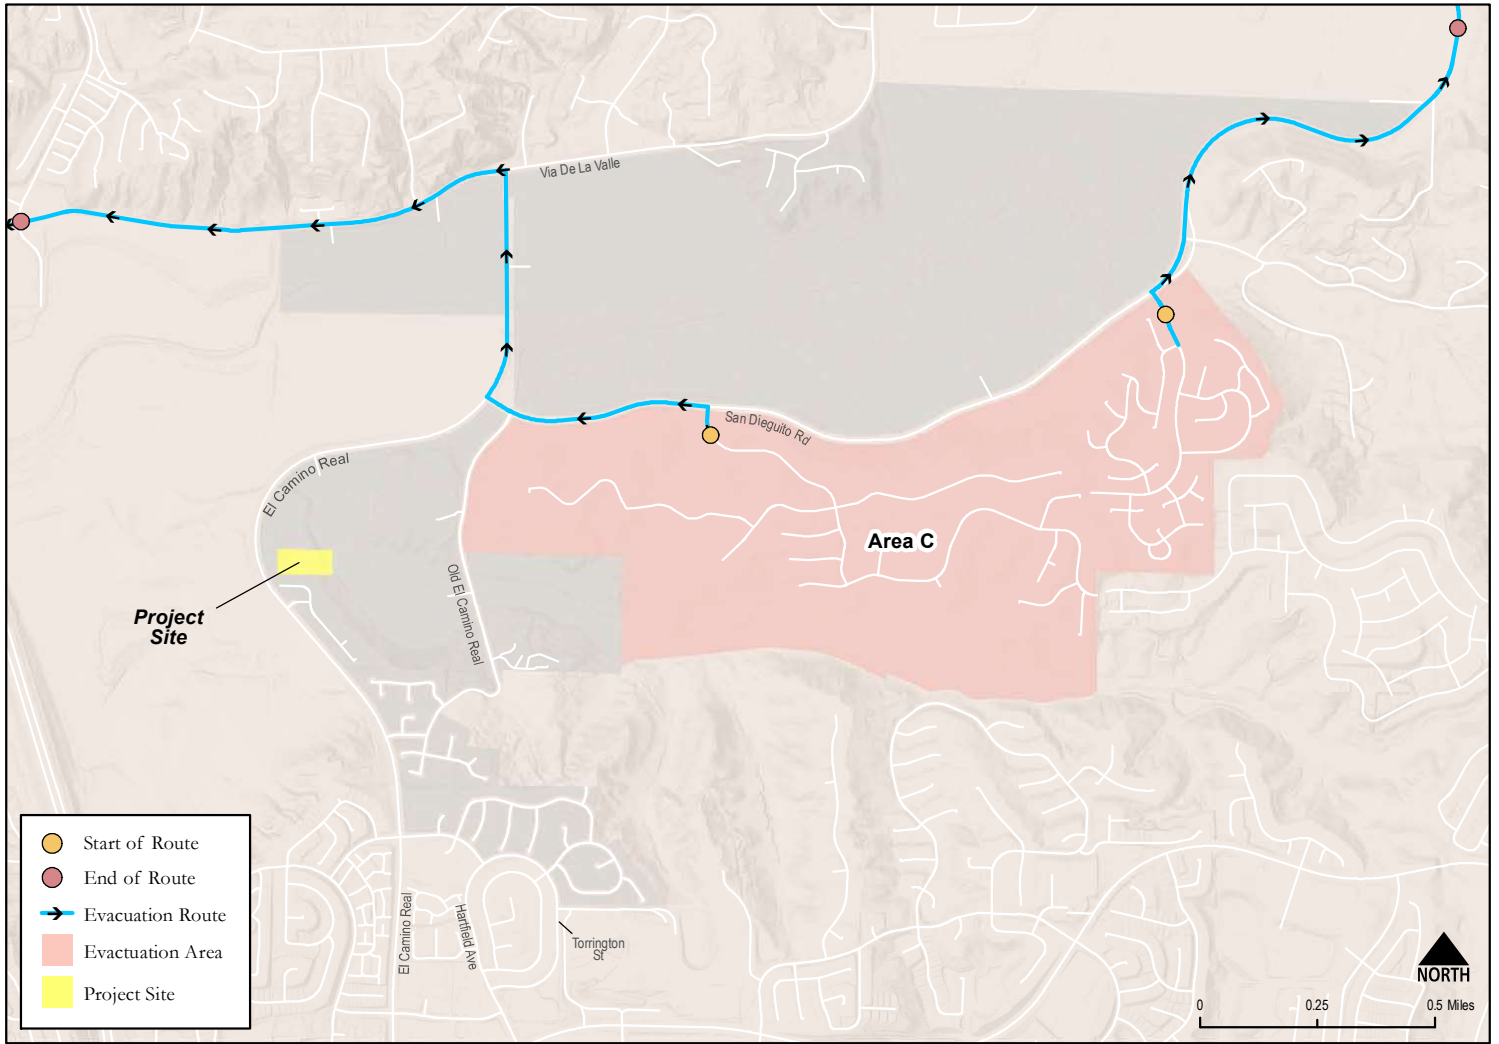 Via De La Valle
San Dieguito Rd
El Camino Real
Area C
Project
Site
Old El Camino Real
Start of Route
End of Route
Evacuation Route
Evactuation Area
Project Site
El Camino Real
Hartfield Ave
Torrington
St
NORTH
0 0.25 0.5 Miles